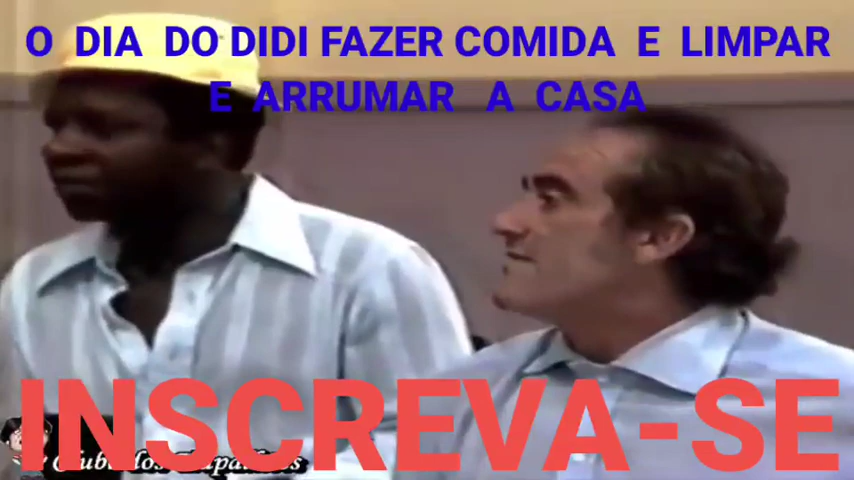 O DIA DO DIDI FAZER COMIDA E LIMPAR
E ARRUMAR A CASA
INSCREVA-SE